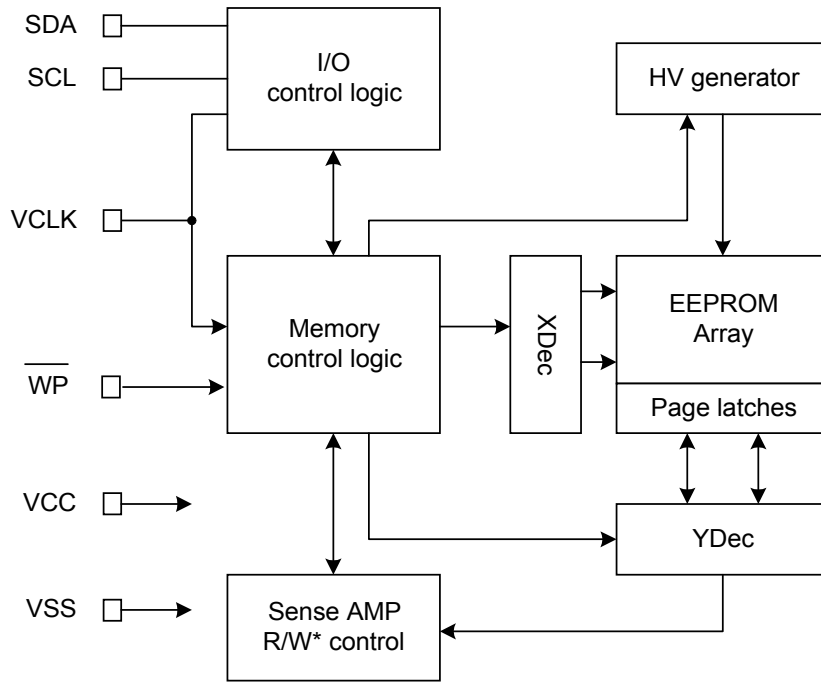 SDA
SCL
VCLK
WP
VCC
VSS
I/O
control logic
Memory
control logic
Sense AMP
R/W* control
XDec
HV generator
EEPROM
Array
Page latches
YDec